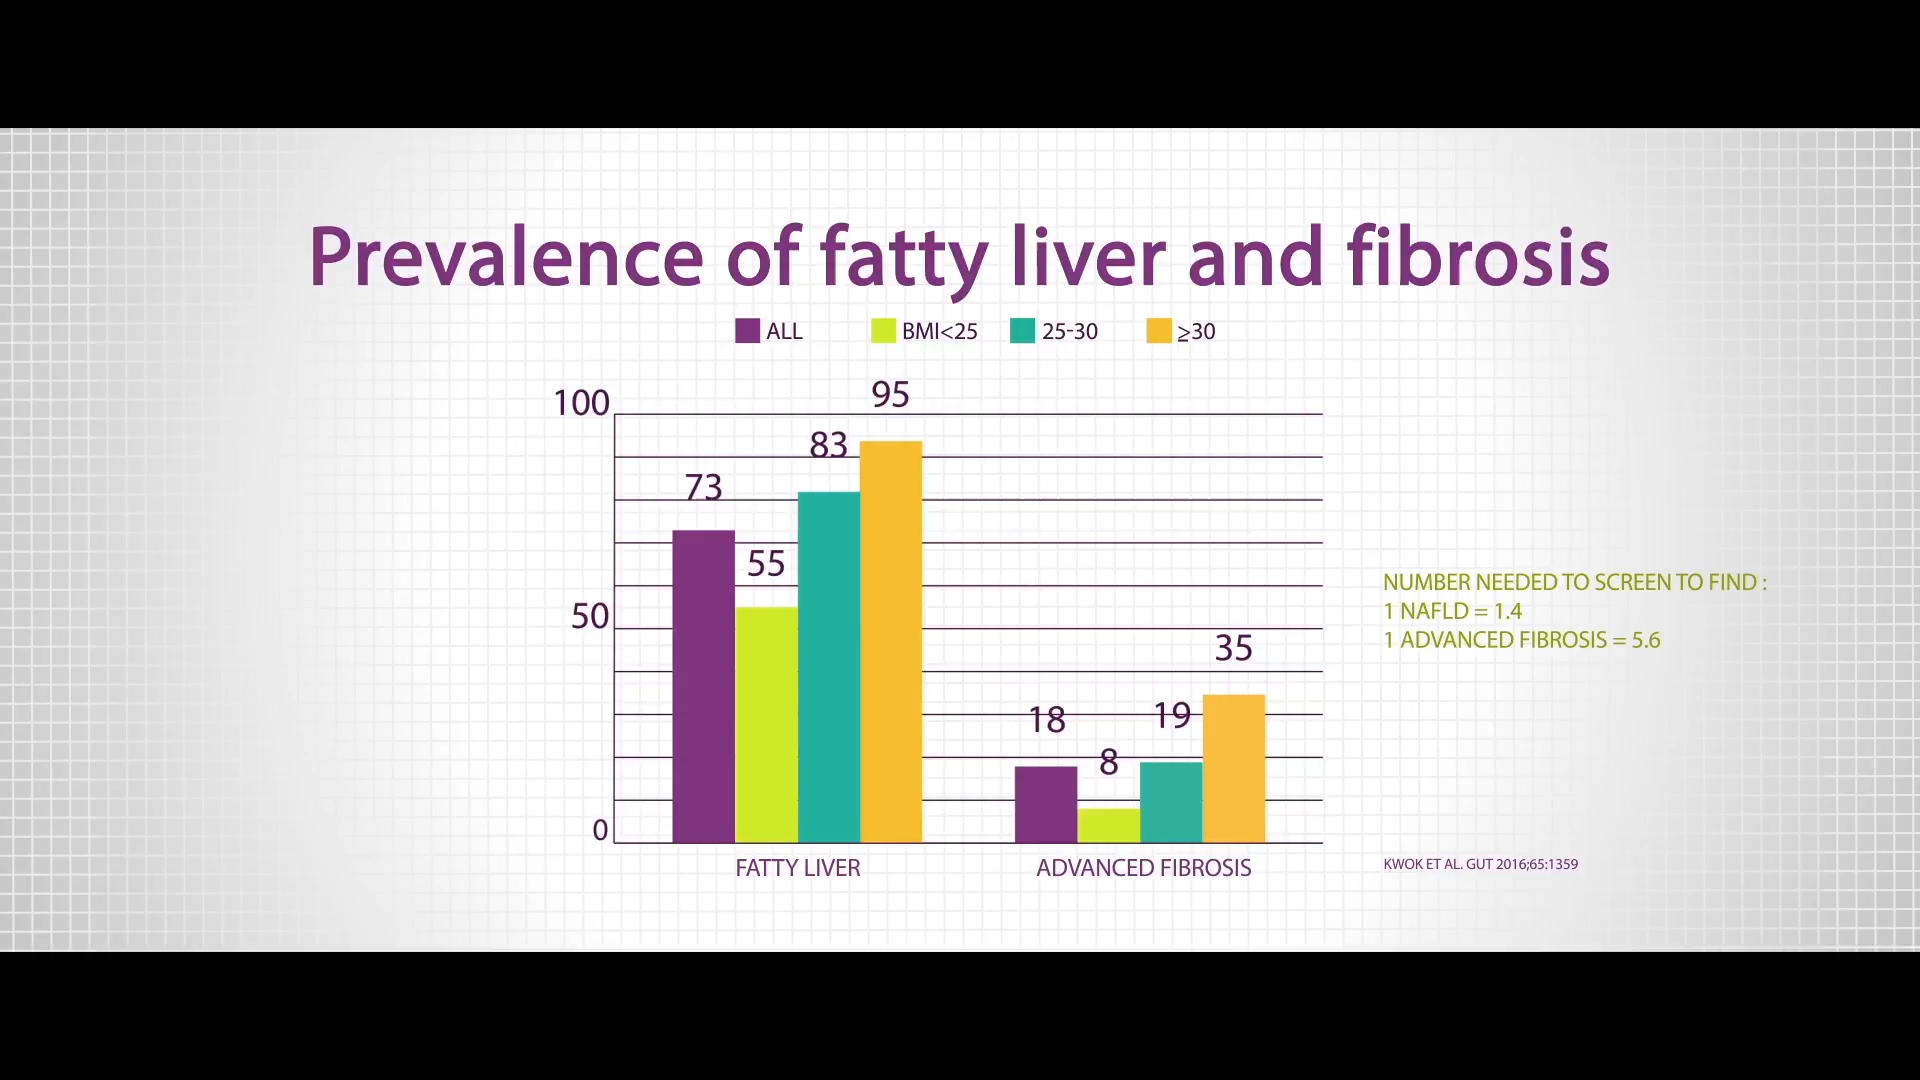 Prevalence of fatty liver and fibrosis
ALL BMI<25 25-30 ≥30
100
95
83
73
55
50
35
18
19
8
0
FATTY LIVER ADVANCED FIBROSIS
NUMBER NEEDED TO SCREEN TO FIND :
1 NAFLD = 1.4
1 ADVANCED FIBROSIS = 5.6
KWOK ET AL. GUT 2016;65:1359